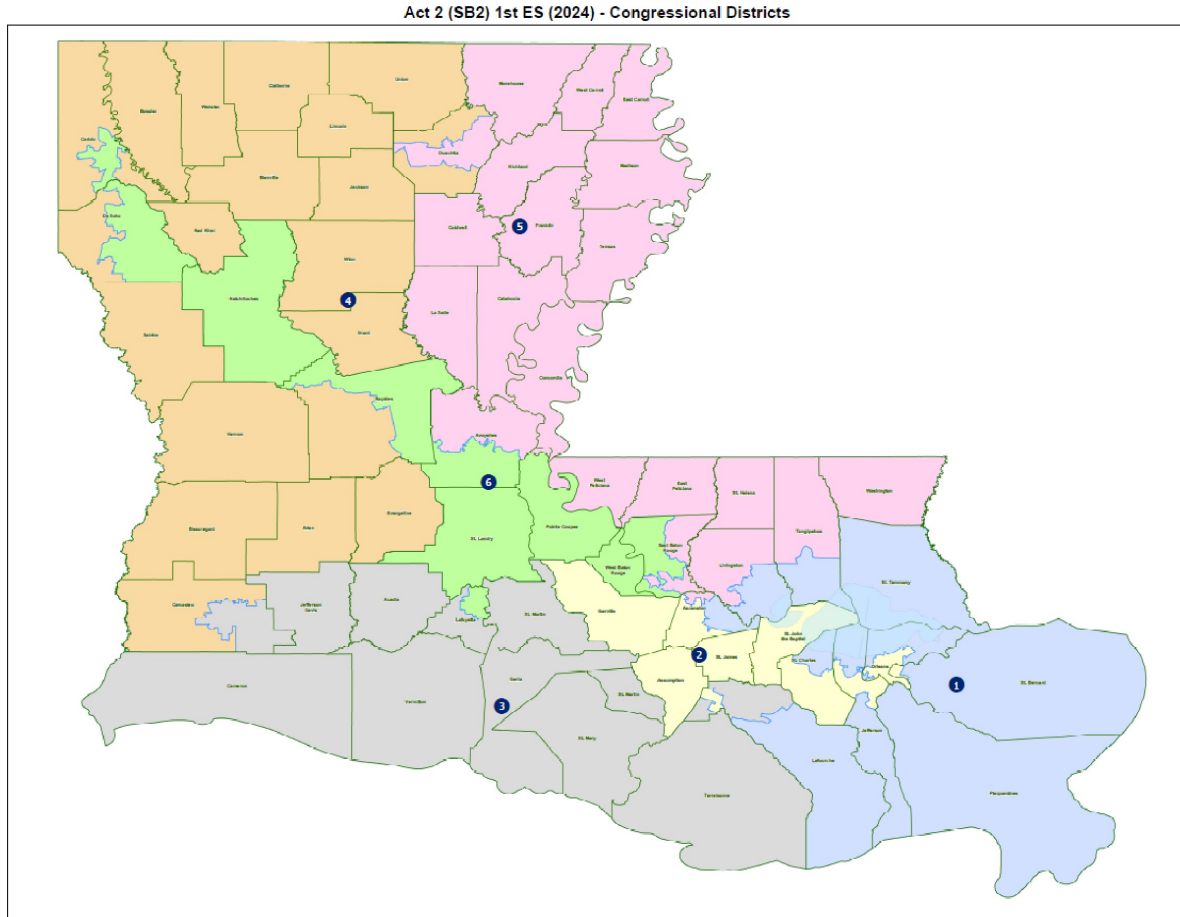 Act 2 (SB2) 1st ES (2024) - Congressional Districts
Union
Claiborne
Morehouse
West Carroll
East Carroll
Webster
Bossier
Lincoln
Caddo
Ouachita
Richland
Madison
Bienville
Jackson
De Soto
Caldwell
5
Franklin
Red River
Tensas
Winn
Natchitoches
4
Catahoula
La Salle
Sabine
Grant
Concordia
Rapides
Vernon
Avoyelles
6
West
Feliciana
East
Feliciana
St. Helena
Washington
Evangeline
Beauregard
Allen
Pointe Coupee
Tangipahoa
St. Landry
East Baton
Rouge
West Baton
Rouge
Livingston
St. Tammany
Calcasieu
Jefferson
Davis
Acadia
Lafayette
St. Martin
Iberville
Ascension
St. John
the Baptist
2
St. James
St. Charles
Orleans
Assumption
1
St. Bernard
Cameron
Vermilion
Iberia
3
St. Martin
St. Mary
Jefferson
Lafourche
Terrebonne
Plaquemines